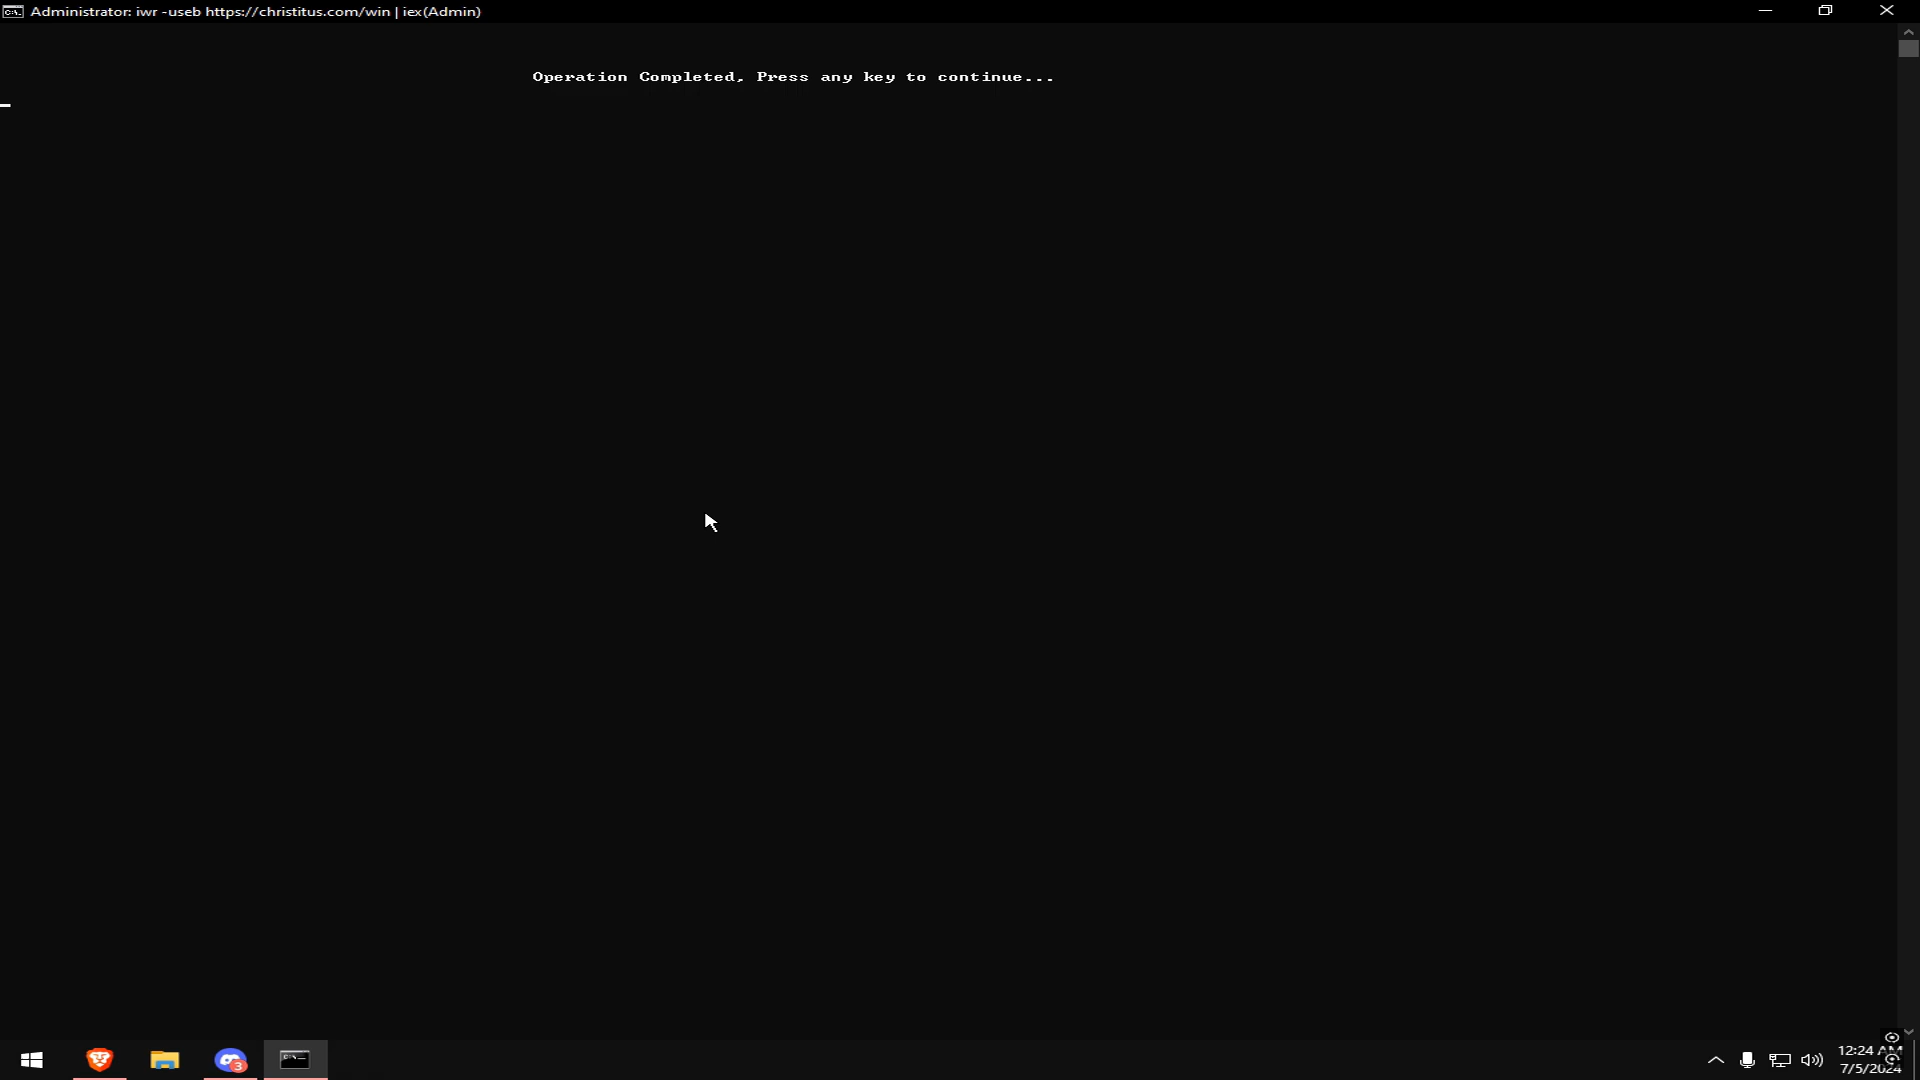 Administrator: iwr -useb https://christitus.com/win | iex(Admin)
Operation Completed, Press any key to continue...
3
12:24 AM
7/5/2024